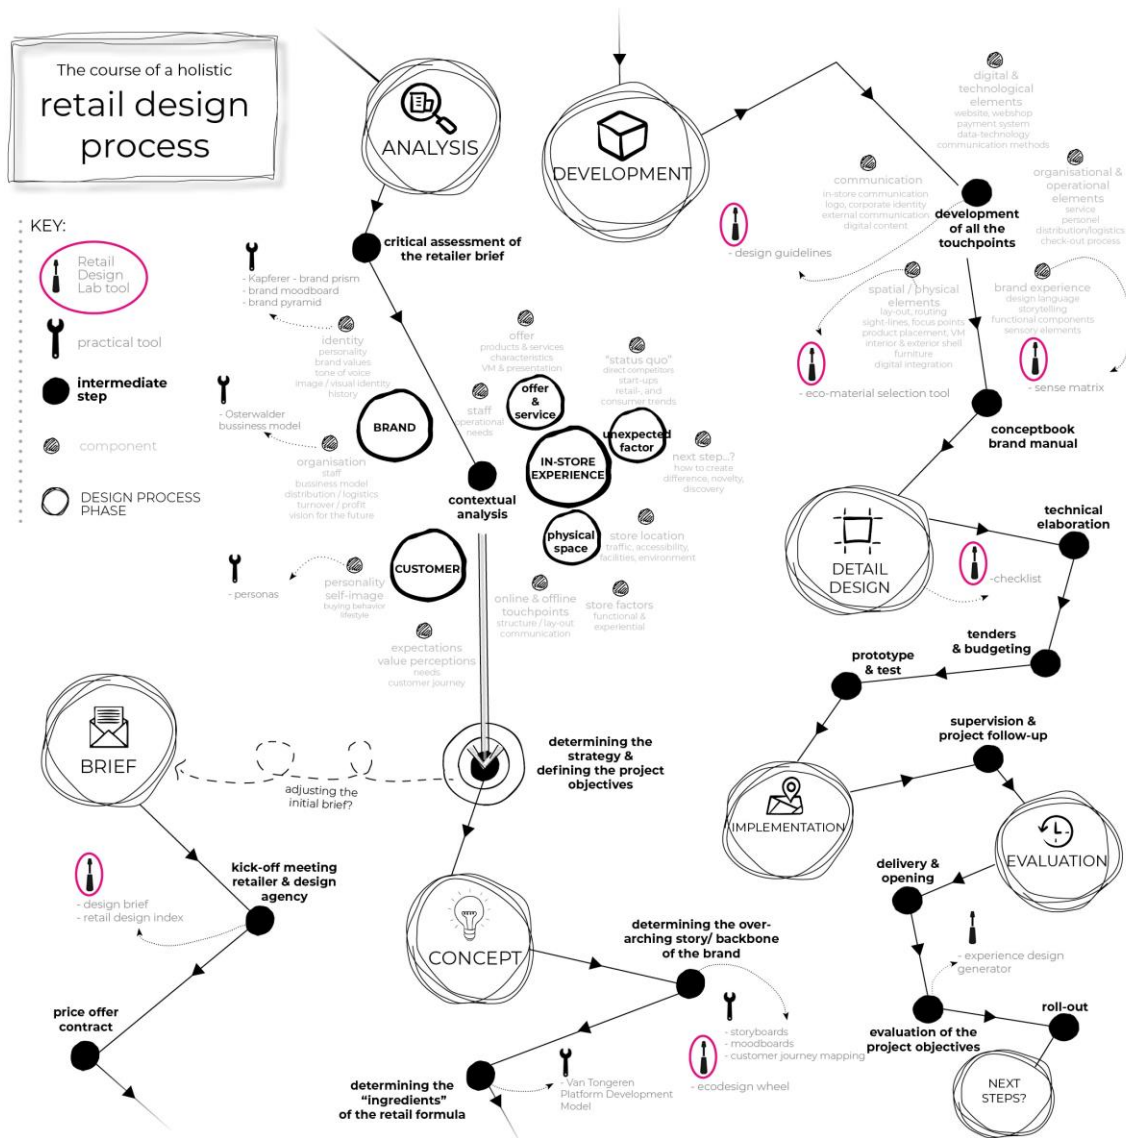 The course of a holistic
retail design
process
KEY:
Retail
Design
Lab tool
practical tool
intermediate
step
component
DESIGN PROCESS
PHASE
ANALYSIS
critical assessment of
the retailer brief
- Kapferer - brand prism
- brand moodboard
- brand pyramid
identity
personality
brand values
tone of voice
image / visual identity
history
BRAND
- Osterwalder
bussiness model
organisation
staff
bussiness model
distribution / logistics
turnover / profit
vision for the future
contextual
analysis
offer
products & services
characteristics
VM & presentation
staff
operational
needs
offer
&
service
"status quo"
direct competitors
start-ups
retail-, and
consumer trends
unexpected
factor
IN-STORE
EXPERIENCE
next step...?
how to create
difference, novelty,
discovery
physical
space
store location
traffic, accessibility,
facilities, environment
CUSTOMER
- personas
personality
self-image
buying behavior
lifestyle
online & offline
touchpoints
structure / lay-out
communication
store factors
functional &
experiential
expectations
value perceptions
needs
customer journey
determining the
strategy &
defining the project
objectives
adjusting the
initial brief?
BRIEF
kick-off meeting
retailer & design
agency
- design brief
- retail design index
price offer
contract
CONCEPT
determining the over-
arching story/ backbone
of the brand
- storyboards
- moodboards
- customer journey mapping
- ecodesign wheel
determining the
“ingredients”
of the retail formula
- Van Tongeren
Platform Development
Model
DEVELOPMENT
digital &
technological
elements
website, webshop
payment system
data-technology
communication methods
communication
in-store communication
logo, corporate identity
external communication
digital content
organisational &
operational
elements
service
personel
distribution/logistics
check-out process
development
of all the
touchpoints
- design guidelines
spatial / physical
elements
lay-out, routing
sight-lines, focus points
product placement, VM
interior & exterior shell
furniture
digital integration
brand experience
design language
storytelling
functional components
sensory elements
- eco-material selection tool
- sense matrix
conceptbook
brand manual
DETAIL
DESIGN
technical
elaboration
-checklist
tenders
& budgeting
prototype
& test
IMPLEMENTATION
supervision &
project follow-up
EVALUATION
delivery &
opening
- experience design
generator
evaluation of the
project objectives
roll-out
NEXT
STEPS?